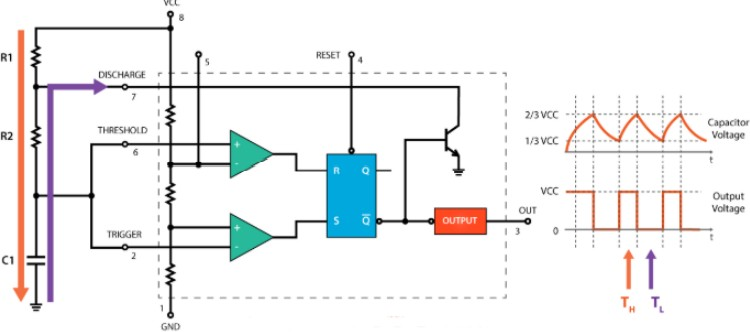 VCC
8
R1
DISCHARGE
7
5
RESET
4
R2
THRESHOLD
6
+
-
R
Q
S
Q̅
OUTPUT
OUT
3
+
-
TRIGGER
2
C1
1
GND
2/3 VCC
1/3 VCC
Capacitor
Voltage
t
VCC
Output
Voltage
0
t
TH
TL